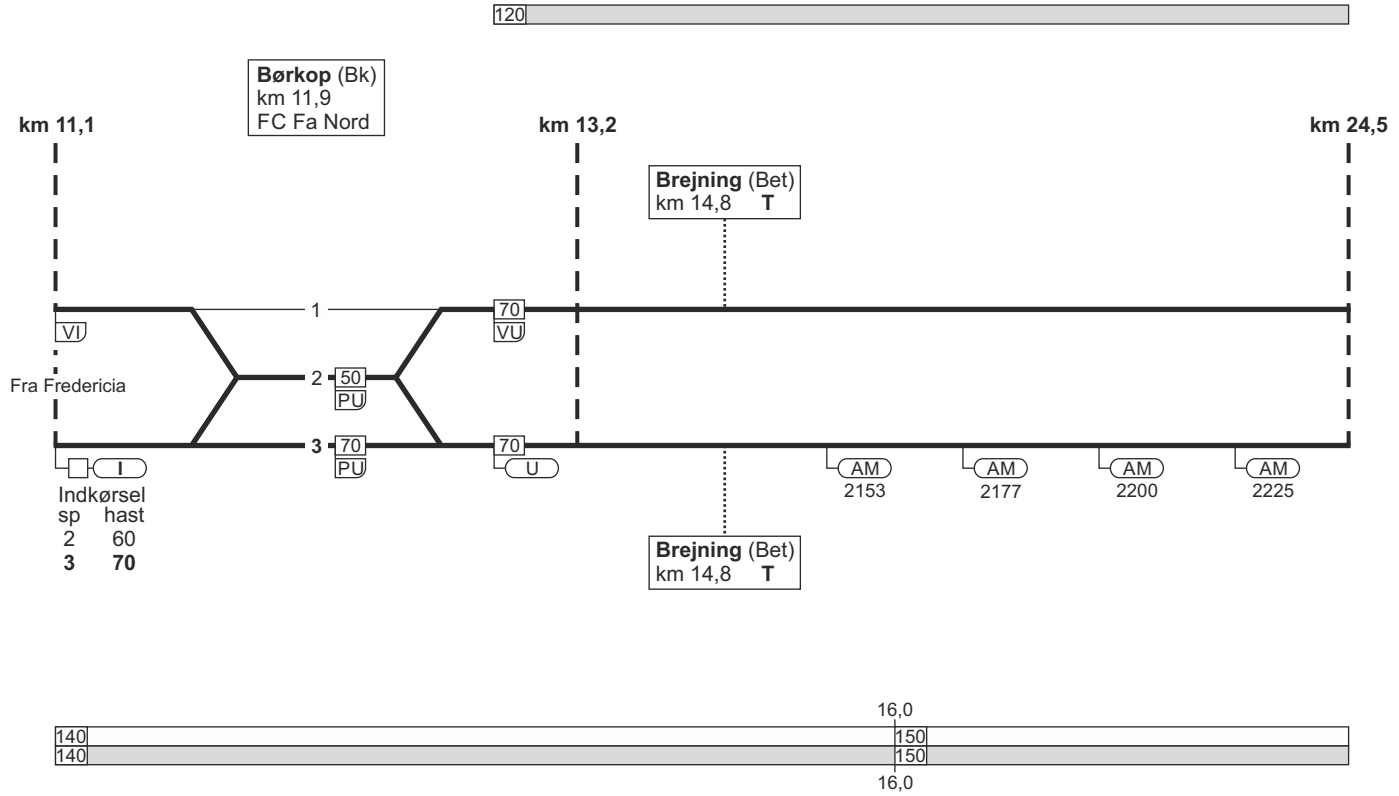 120
Børkop (Bk)
km 11,9
FC Fa Nord
km 11,1
km 13,2
km 24,5
Brejning (Bet)
km 14,8 T
1
70
VI
VU
Fra Fredericia
2
50
PU
3
70
70
PU
I
U
AM
AM
AM
AM
2153
2177
2200
2225
Indkørsel
sp hast
2 60
3 70
Brejning (Bet)
km 14,8 T
16,0
140
150
140
150
16,0